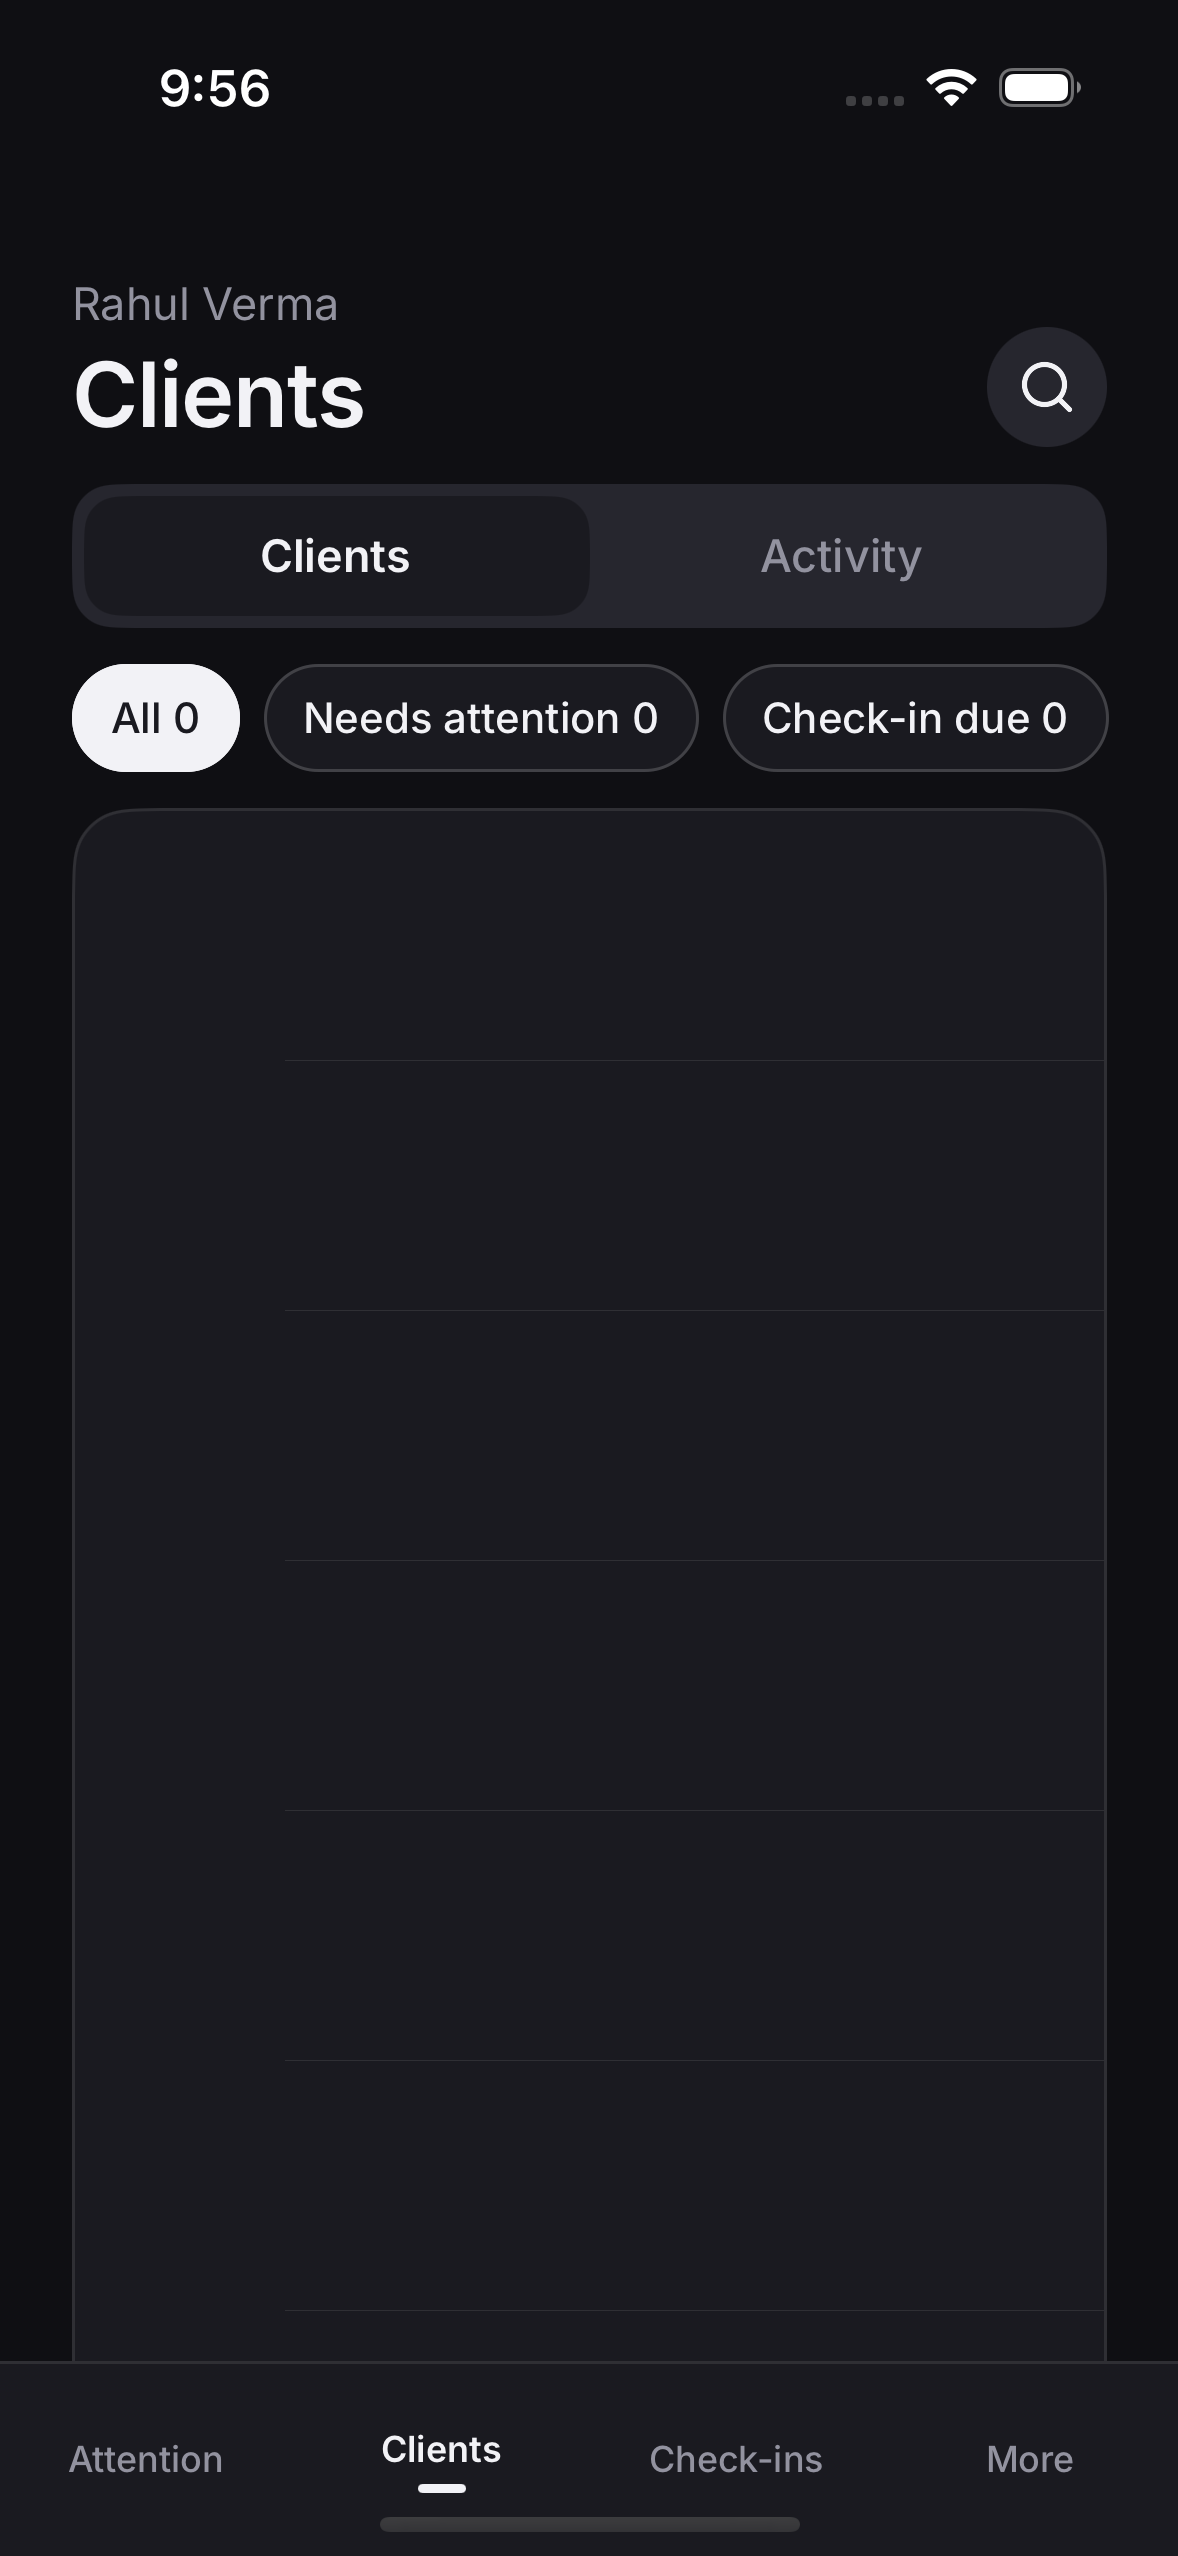 9:56
Rahul Verma
Clients
Clients Activity
All 0 Needs attention 0 Check-in due 0
Attention Clients Check-ins More